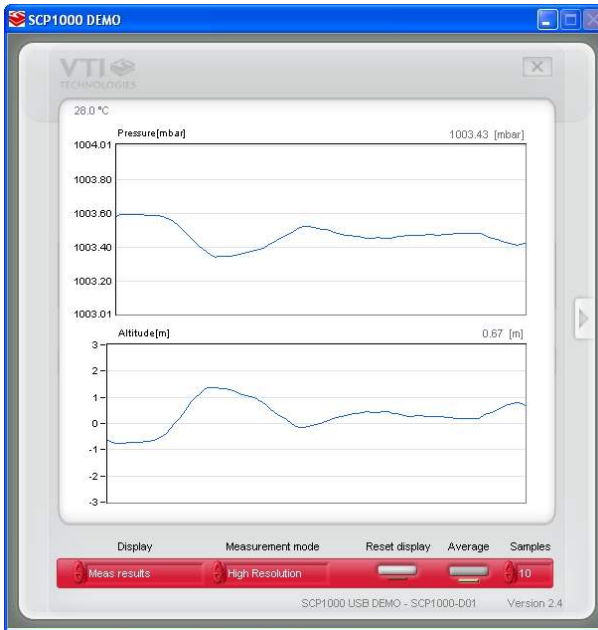 SCP1000 DEMO
VTI
TECHNOLOGIES
28.0 °C
Pressure[mbar] 1003.43 [mbar]
1004.01
1003.80
1003.60
1003.40
1003.20
1003.01
Altitude[m] 0.67 [m]
3
2
1
0
-1
-2
-3
Display Measurement mode Reset display Average Samples
Meas results High Resolution 10
SCP1000 USB DEMO - SCP1000-D01 Version 2.4